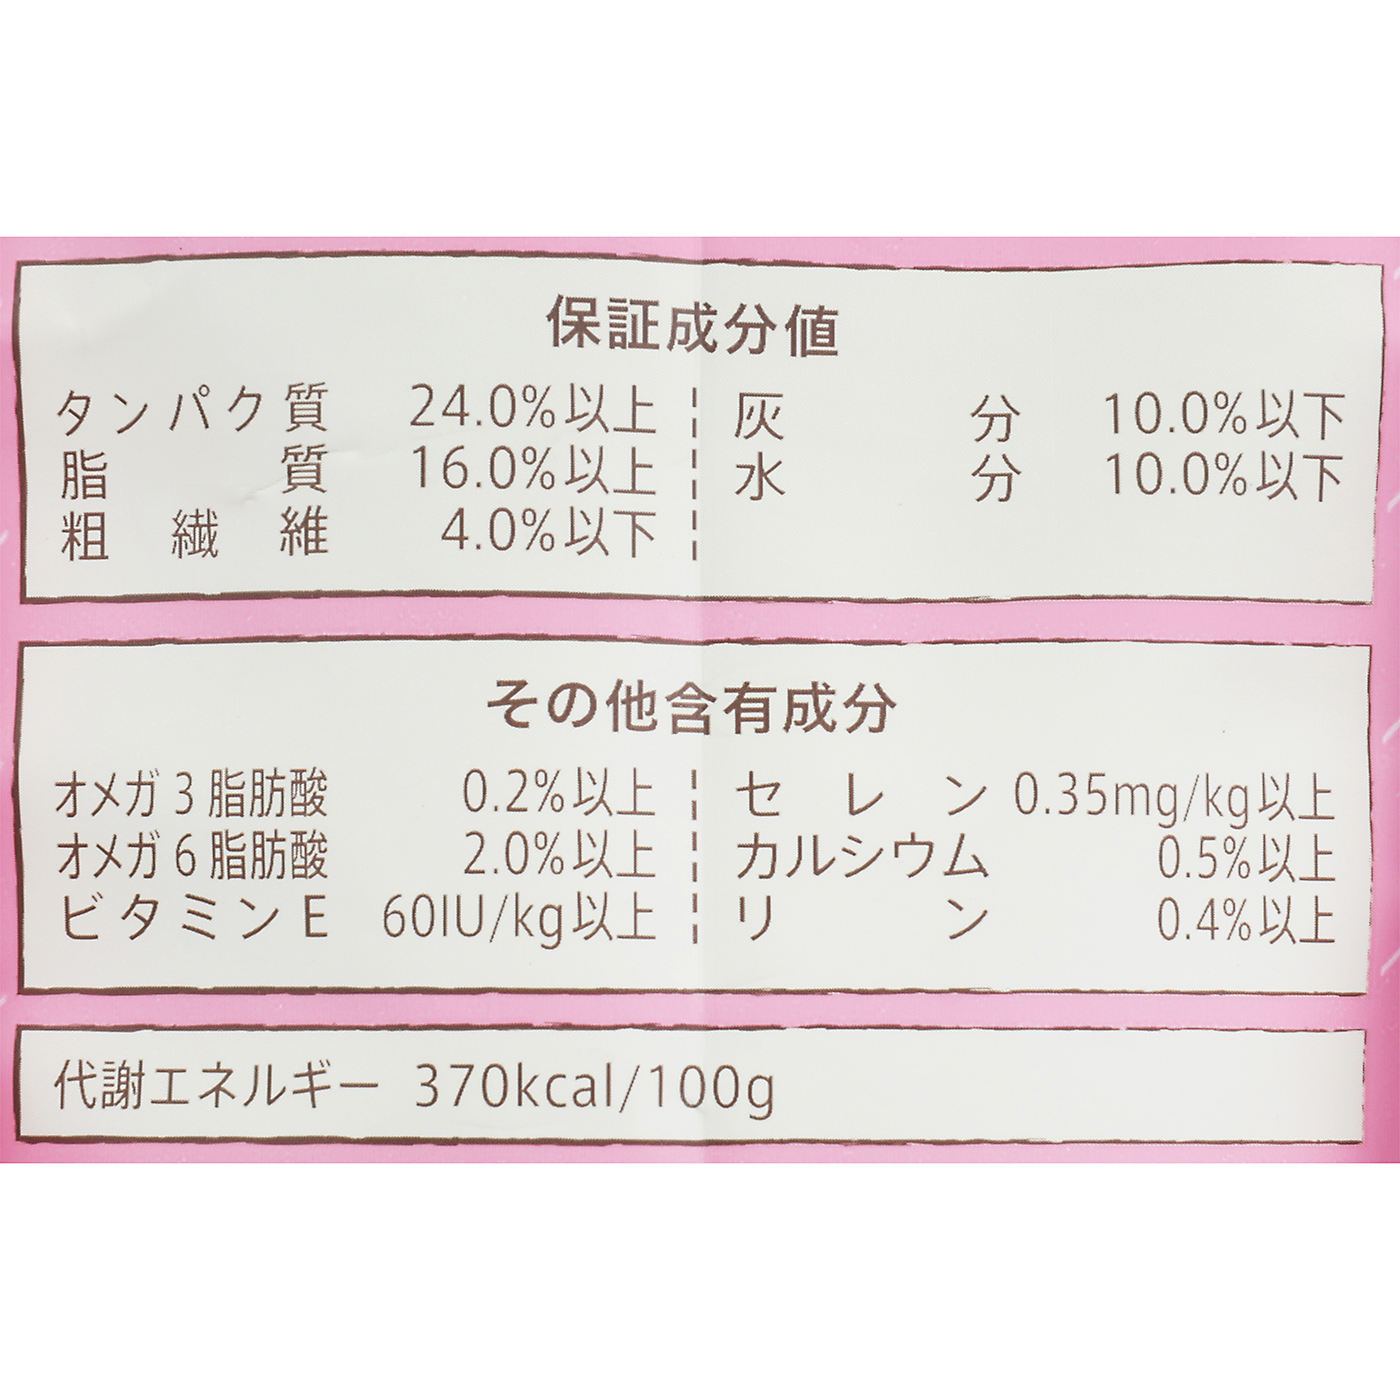 保証成分値
タンパク質 24.0%以上
脂質 16.0%以上
粗繊維 4.0%以下
灰分 10.0%以下
水分 10.0%以下
その他含有成分
オメガ3脂肪酸 0.2%以上
オメガ6脂肪酸 2.0%以上
ビタミンE 60IU/kg以上
セレン 0.35mg/kg以上
カルシウム 0.5%以上
リン 0.4%以上
代謝エネルギー 370kcal/100g